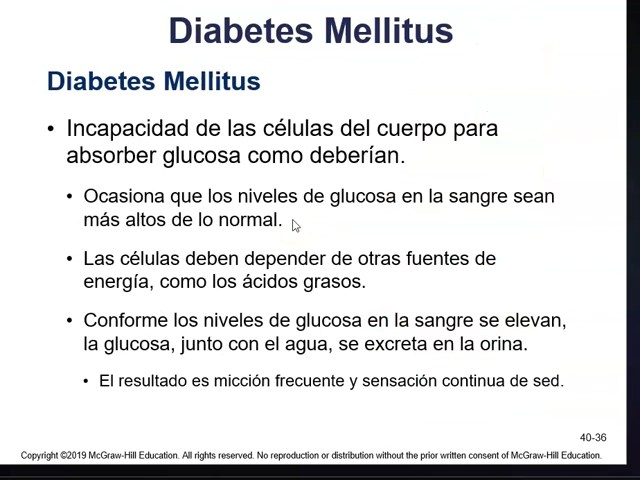 Diabetes Mellitus
Diabetes Mellitus
• Incapacidad de las células del cuerpo para
absorber glucosa como deberían.
• Ocasiona que los niveles de glucosa en la sangre sean
más altos de lo normal.
• Las células deben depender de otras fuentes de
energía, como los ácidos grasos.
• Conforme los niveles de glucosa en la sangre se elevan,
la glucosa, junto con el agua, se excreta en la orina.
• El resultado es micción frecuente y sensación continua de sed.
40-36
Copyright ©2019 McGraw-Hill Education. All rights reserved. No reproduction or distribution without the prior written consent of McGraw-Hill Education.